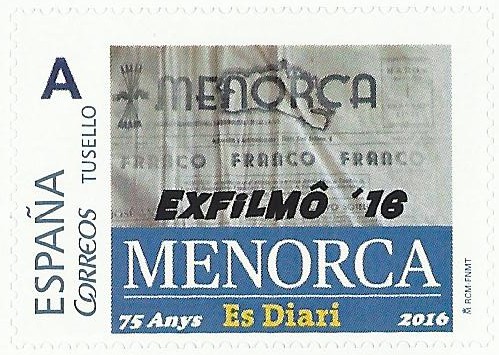 A
TUSELLO
ESPAÑA
CORREOS
MENORCA
FRANCO FRANCO FRANCO
EXFiLMÔ ´16
MENORCA
75 Anys Es Diari 2016
M RCM-FNMT